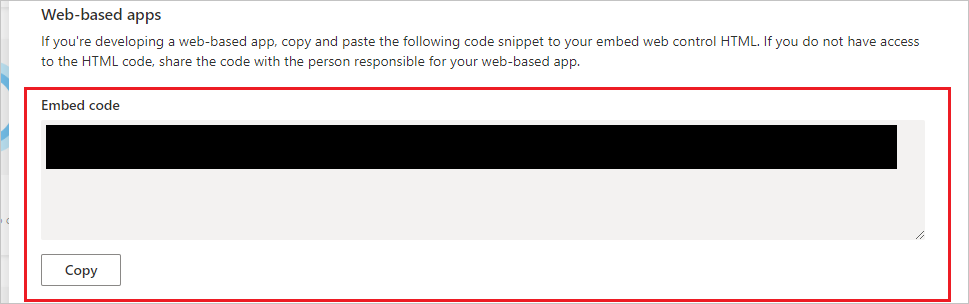 Web-based apps
If you're developing a web-based app, copy and paste the following code snippet to your embed web control HTML. If you do not have access
to the HTML code, share the code with the person responsible for your web-based app.
Embed code
Copy